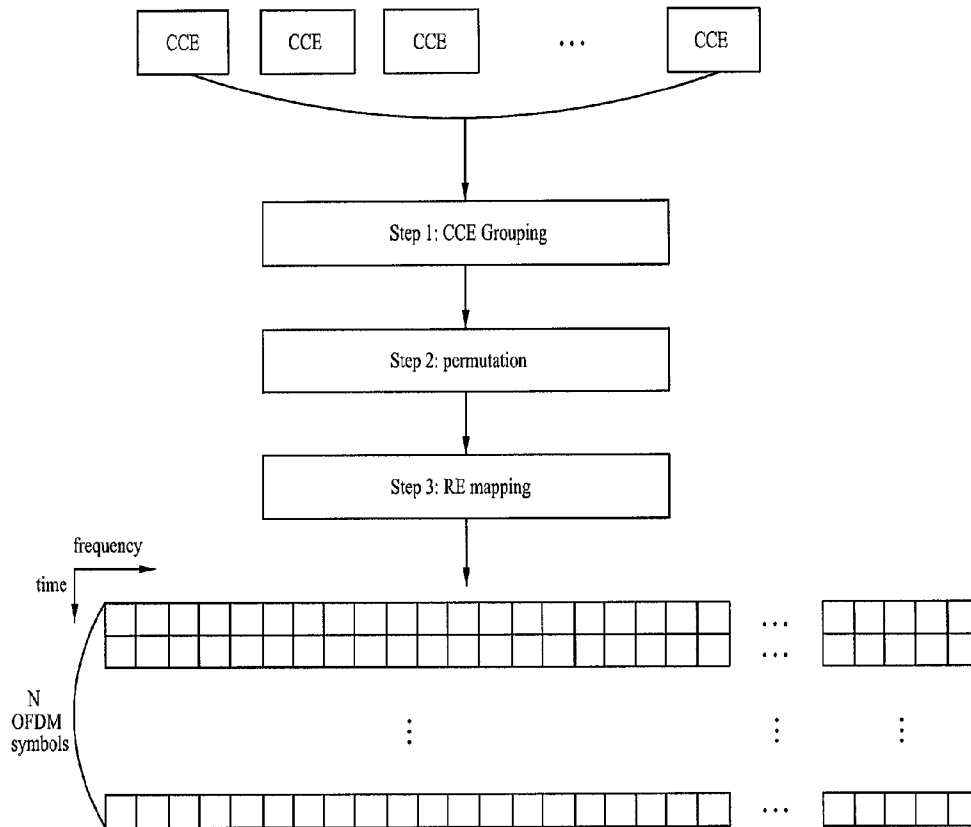 CCE CCE CCE ... CCE
Step 1: CCE Grouping
Step 2: permutation
Step 3: RE mapping
frequency
time
...
...
N
OFDM
symbols
...